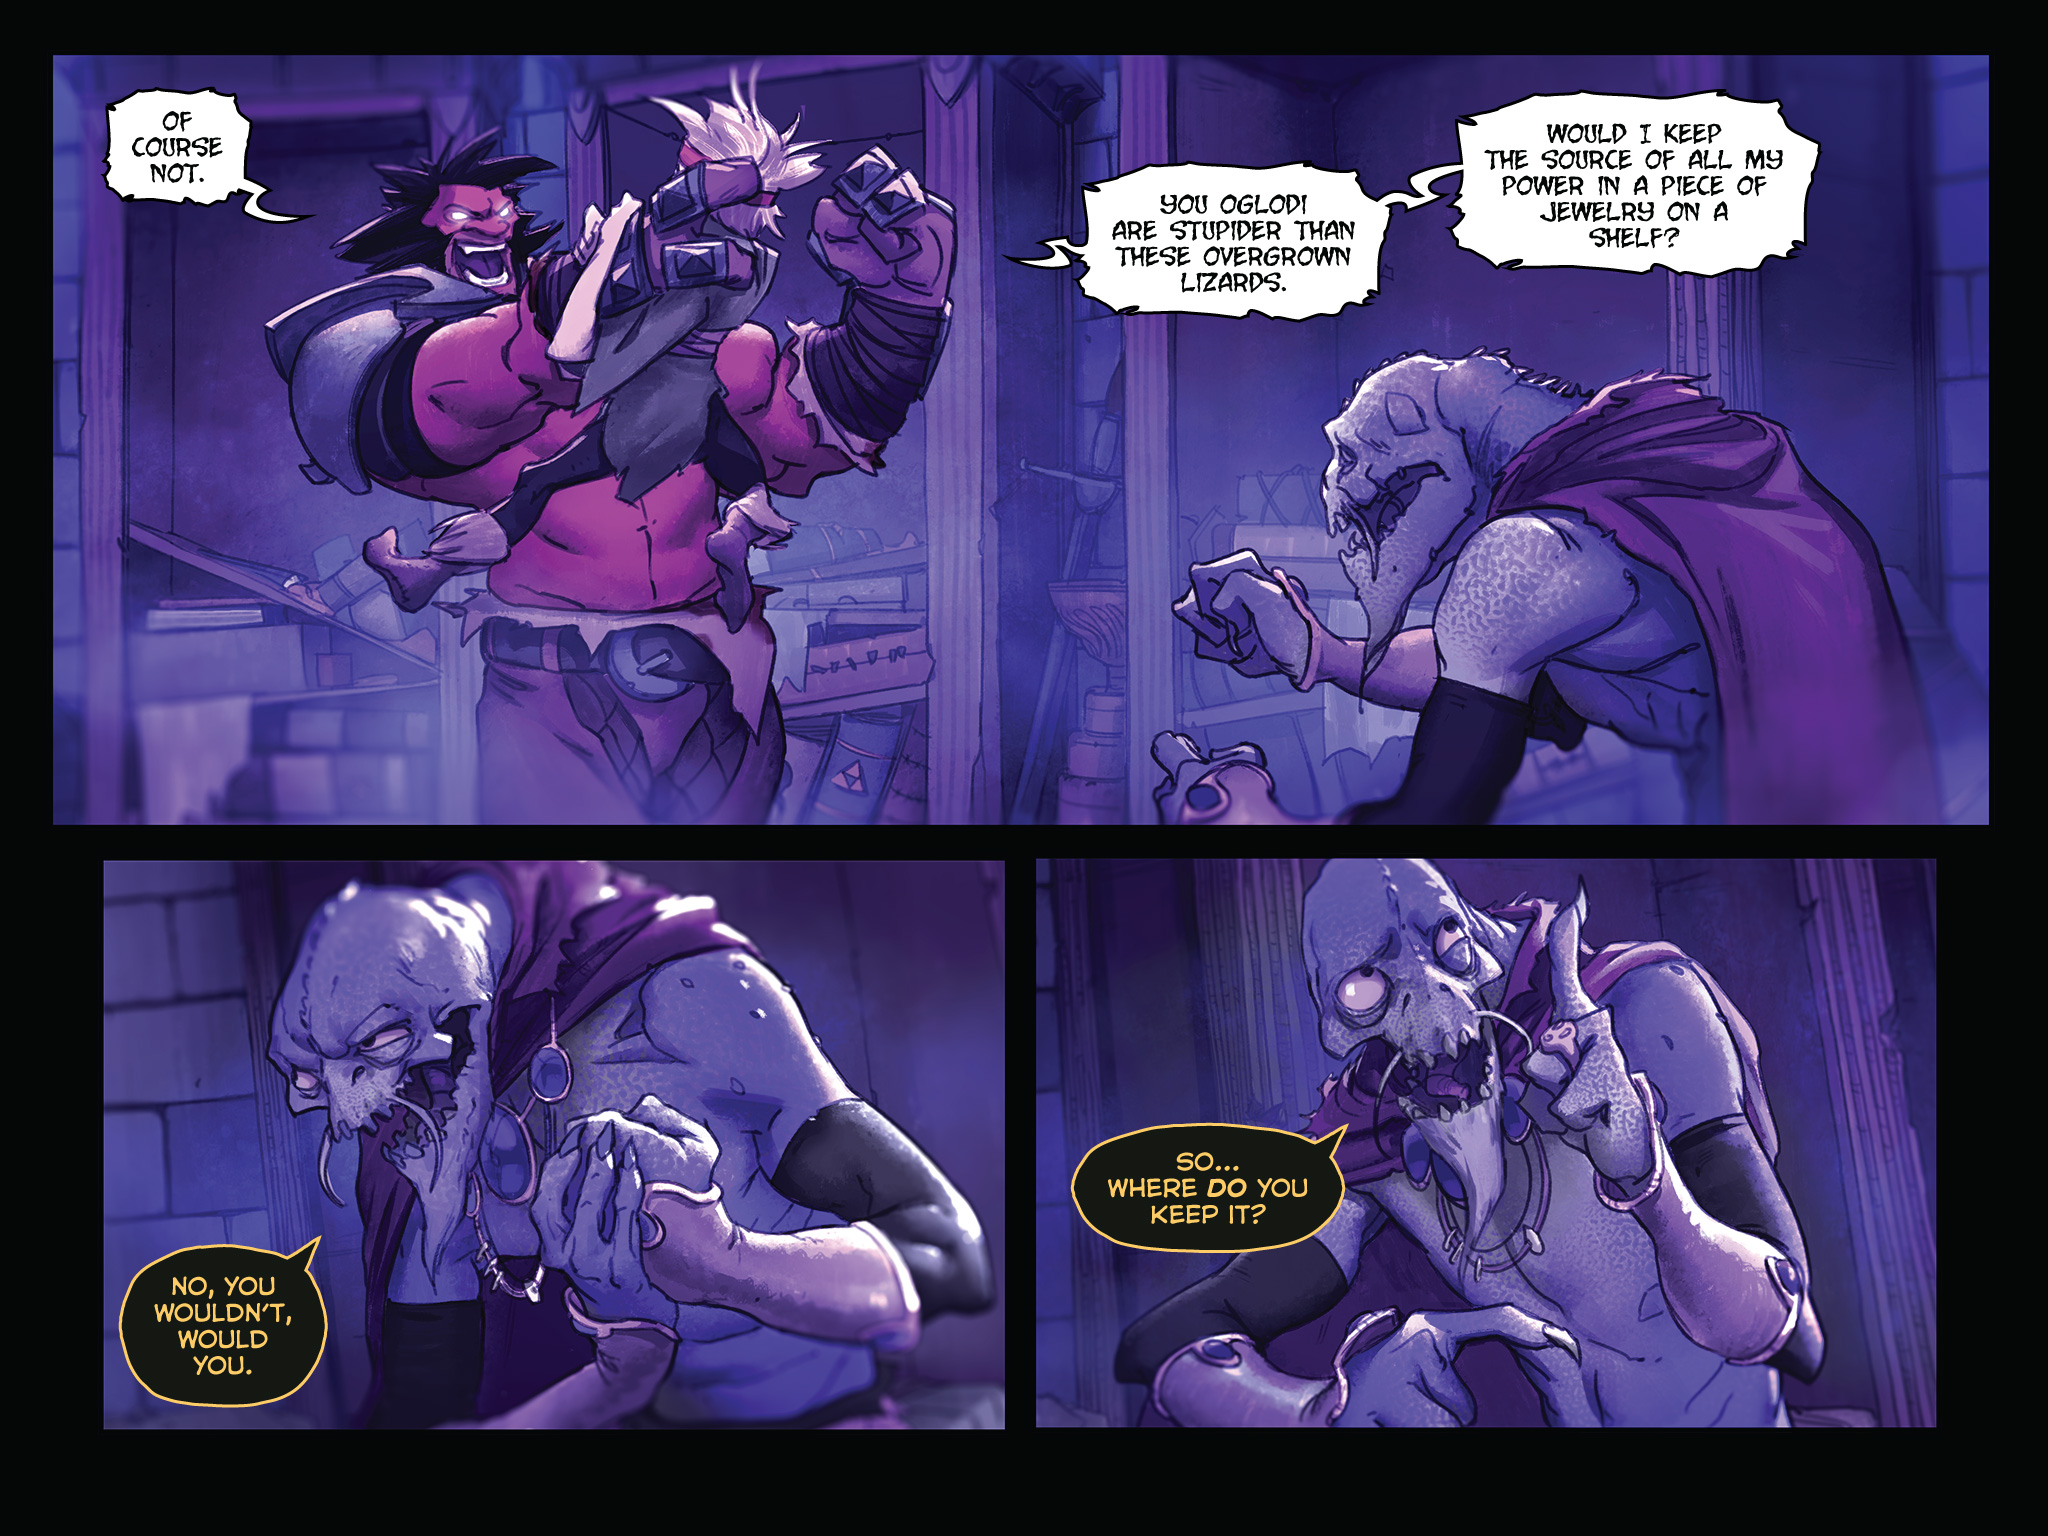 OF
COURSE
NOT.
WOULD I KEEP
THE SOURCE OF ALL MY
POWER IN A PIECE OF
JEWELRY ON A
SHELF?
YOU OGLODI
ARE STUPIDER THAN
THESE OVERGROWN
LIZARDS.
NO, YOU
WOULDN'T,
WOULD
YOU.
SO...
WHERE DO YOU
KEEP IT?